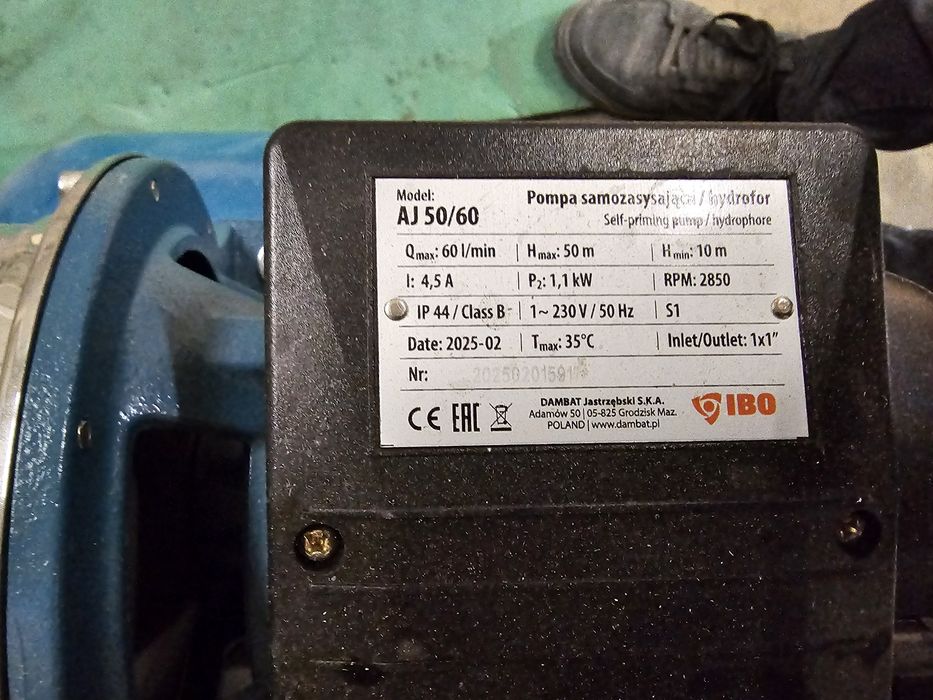 Model:
AJ 50/60
Pompa samozasysająca / hydrofor
Self-priming pump / hydrophore
Qmax: 60 l/min | Hmax: 50 m | Hmin: 10 m
I: 4,5 A | P2: 1,1 kW | RPM: 2850
IP 44 / Class B | 1~ 230 V / 50 Hz | S1
Date: 2025-02 | Tmax: 35°C | Inlet/Outlet: 1x1”
Nr:
CE EAC
DAMBAT Jastrzębski S.K.A.
Adamów 50 | 05-825 Grodzisk Maz.
POLAND | www.dambat.pl
IBO